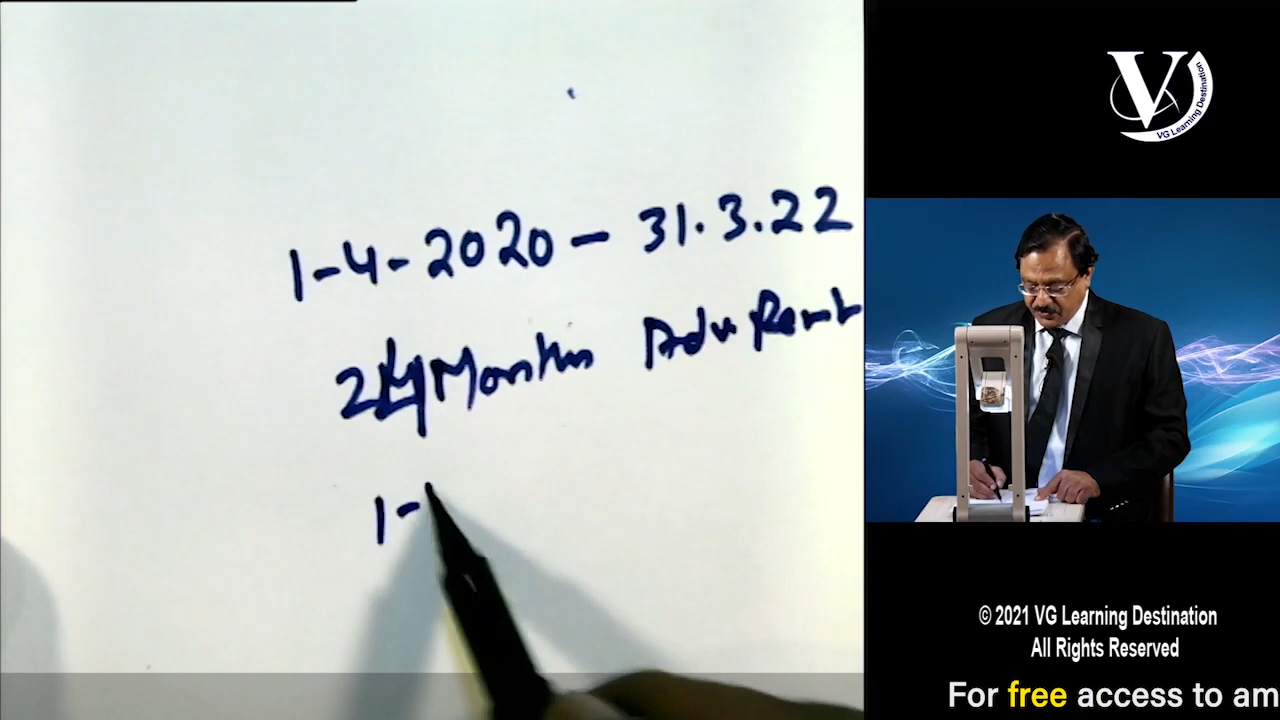 1-4-2020 - 31.3.22
24 Months Adv Rent
1-
V
VG Learning Destination
© 2021 VG Learning Destination
All Rights Reserved
For free access to am